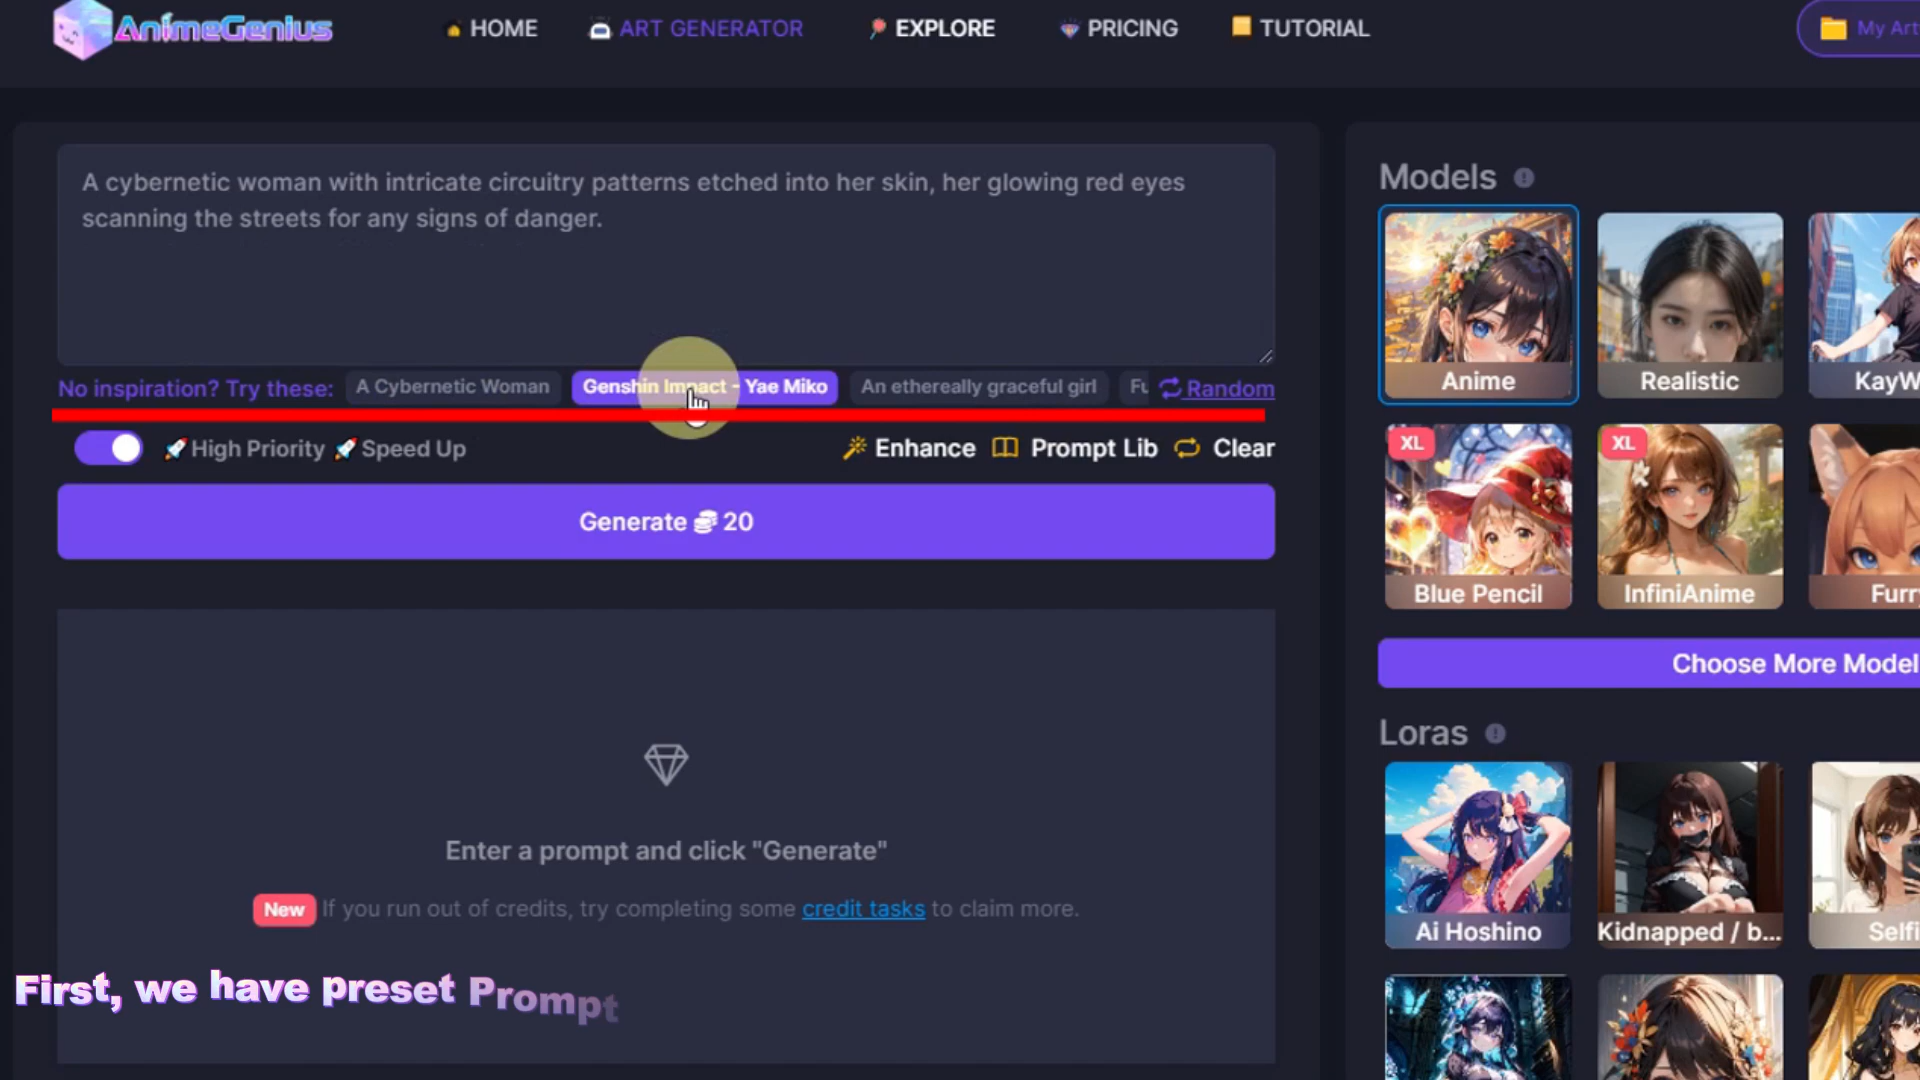 AnimeGenius
HOME
ART GENERATOR
EXPLORE
PRICING
TUTORIAL
My Art
A cybernetic woman with intricate circuitry patterns etched into her skin, her glowing red eyes
scanning the streets for any signs of danger.
No inspiration? Try these:
A Cybernetic Woman
Genshin Impact - Yae Miko
An ethereally graceful girl
Fu
Random
High Priority
Speed Up
Enhance
Prompt Lib
Clear
Generate 20
Enter a prompt and click "Generate"
New If you run out of credits, try completing some credit tasks to claim more.
First, we have preset Prompt
Models
Anime
Realistic
KayW
XL
Blue Pencil
XL
InfiniAnime
Furr
Choose More Model
Loras
Ai Hoshino
Kidnapped / b...
Selfi